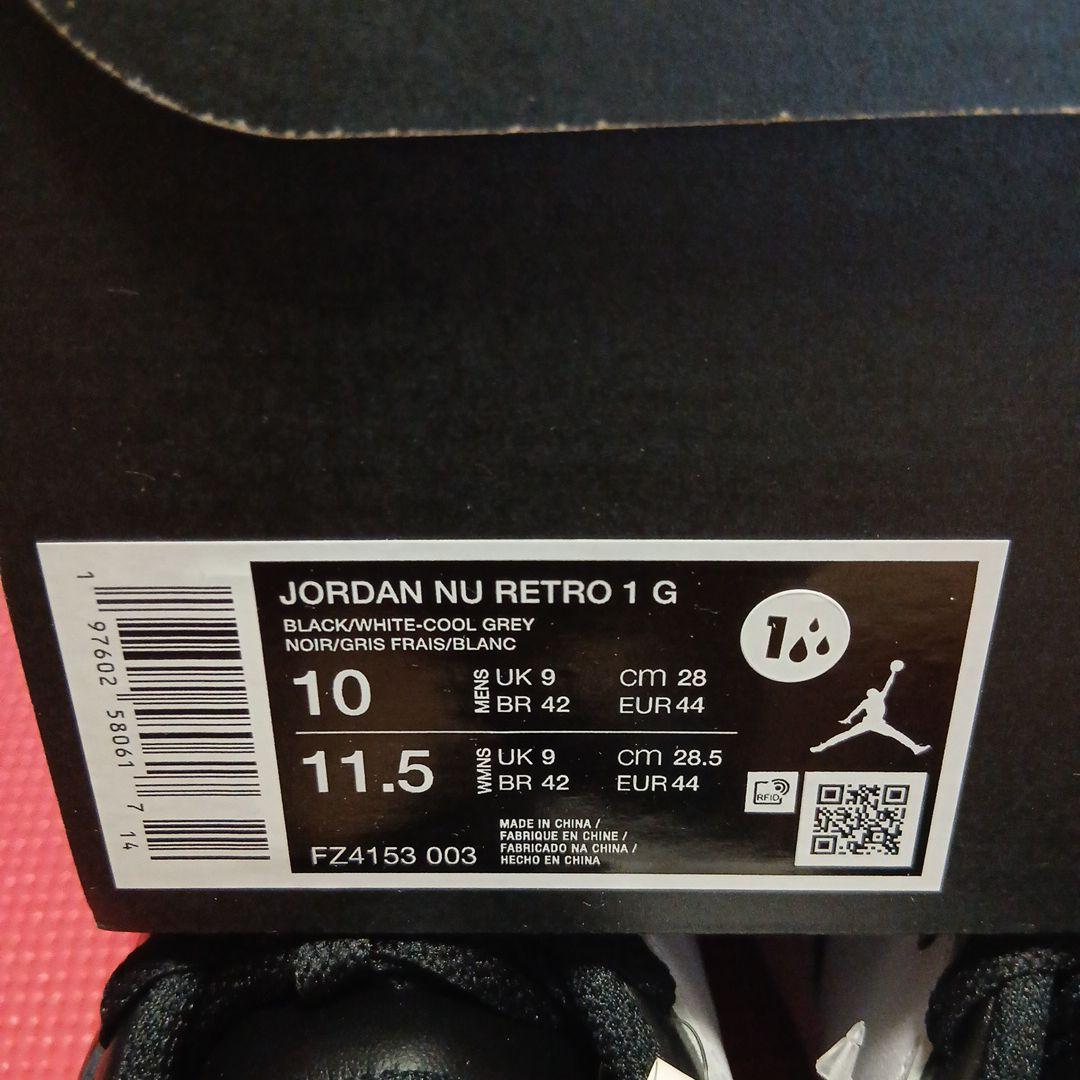 JORDAN NU RETRO 1 G
BLACK/WHITE-COOL GREY
NOIR/GRIS FRAIS/BLANC
10 MENS UK 9 cm 28
BR 42 EUR 44
11.5 WMNS UK 9 cm 28.5
BR 42 EUR 44
MADE IN CHINA /
FABRIQUE EN CHINE /
FABRICADO NA CHINA /
HECHO EN CHINA
FZ4153 003
1 97602 58061 7 14
1
RFID